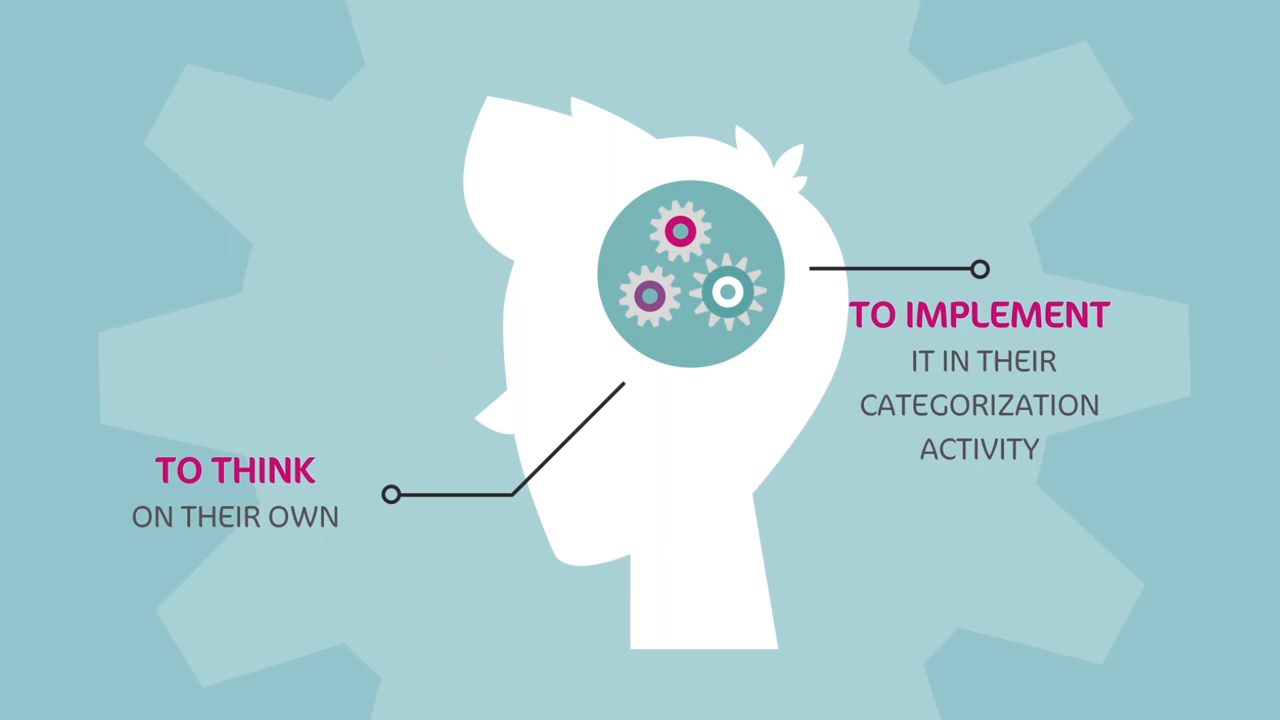 TO THINK
ON THEIR OWN
TO IMPLEMENT
IT IN THEIR
CATEGORIZATION
ACTIVITY